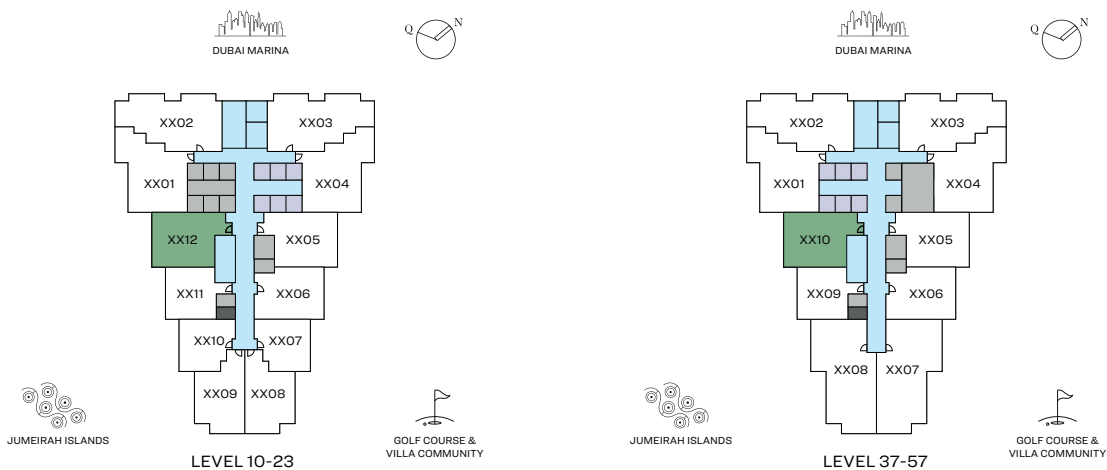 DUBAI MARINA
Q
N
XX02
XX03
XX01
XX04
XX12
XX05
XX11
XX06
XX10
XX07
XX09
XX08
JUMEIRAH ISLANDS
GOLF COURSE &
VILLA COMMUNITY
LEVEL 10-23
DUBAI MARINA
Q
N
XX02
XX03
XX01
XX04
XX10
XX05
XX09
XX06
XX08
XX07
JUMEIRAH ISLANDS
GOLF COURSE &
VILLA COMMUNITY
LEVEL 37-57